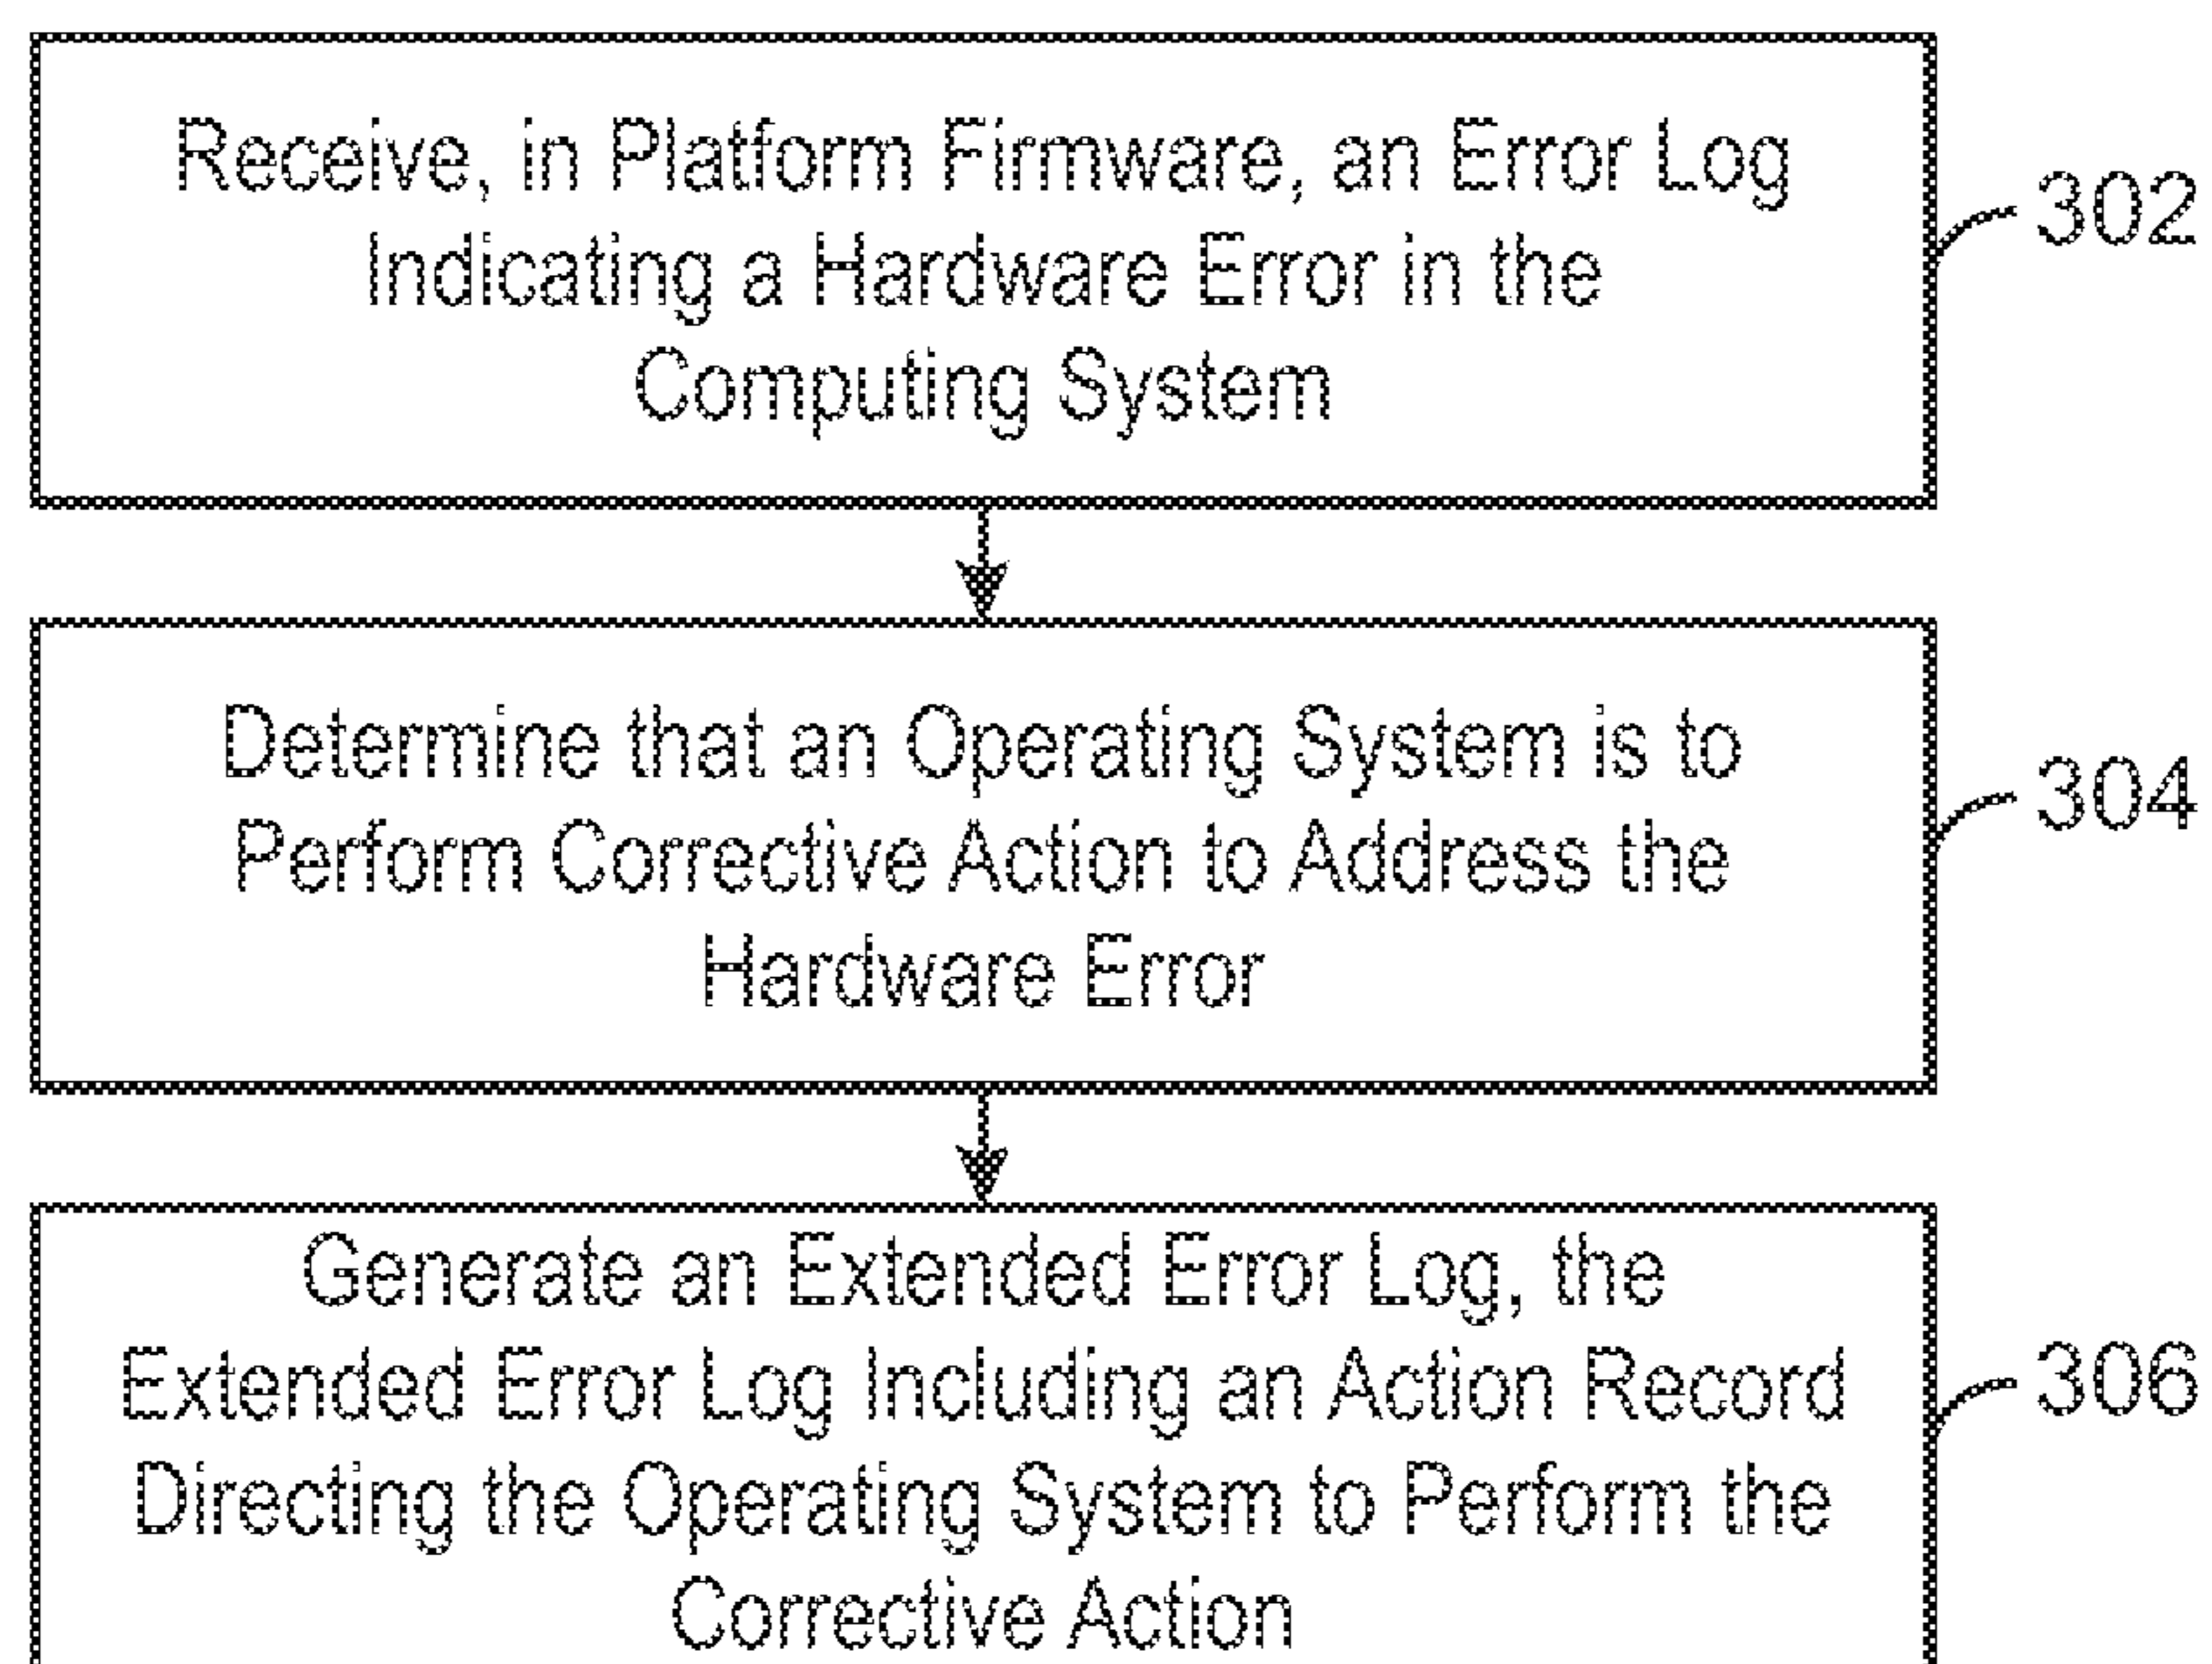 Receive, in Platform Firmware, an Error Log
Indicating a Hardware Error in the
Computing System
302
Determine that an Operating System is to
Perform Corrective Action to Address the
Hardware Error
304
Generate an Extended Error Log, the
Extended Error Log Including an Action Record
Directing the Operating System to Perform the
Corrective Action
306